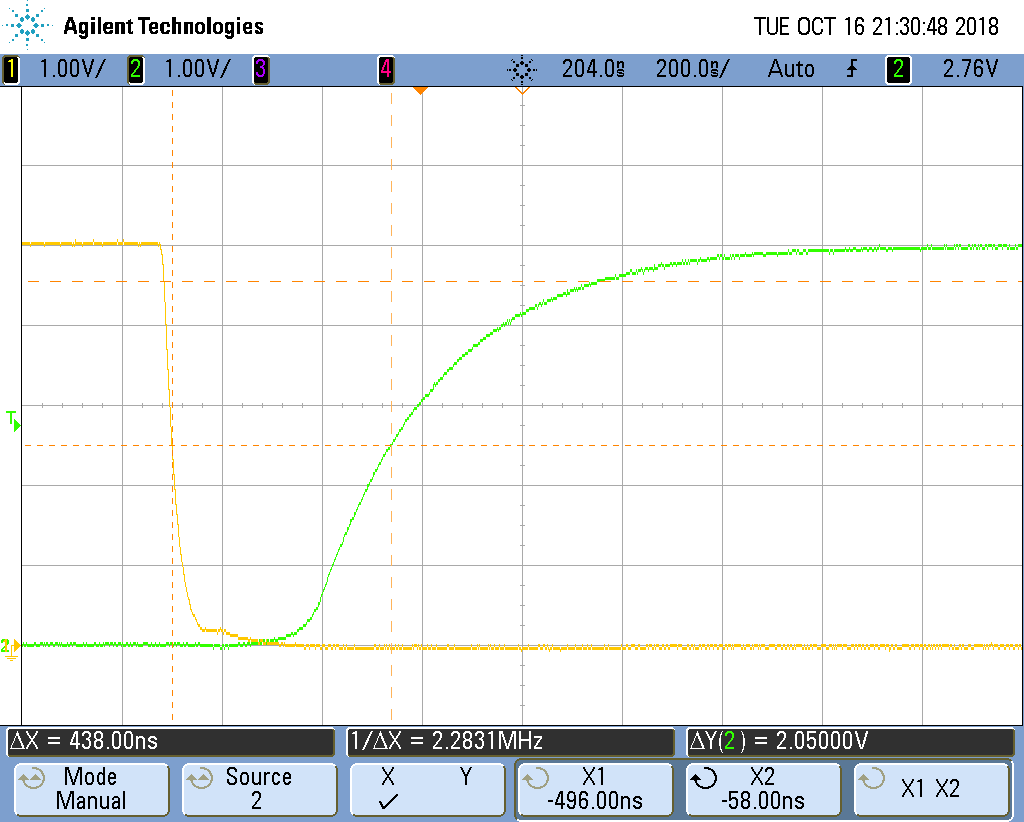 Agilent Technologies TUE OCT 16 21:30:48 2018
1 1.00V/ 2 1.00V/ 3 4 204.0ns 200.0ns/ Auto 2 2.76V
T
2
ΔX = 438.00ns 1/ΔX = 2.2831MHz ΔY(2) = 2.05000V
Mode Source X Y X1 X2 X1 X2
Manual 2 -496.00ns -58.00ns